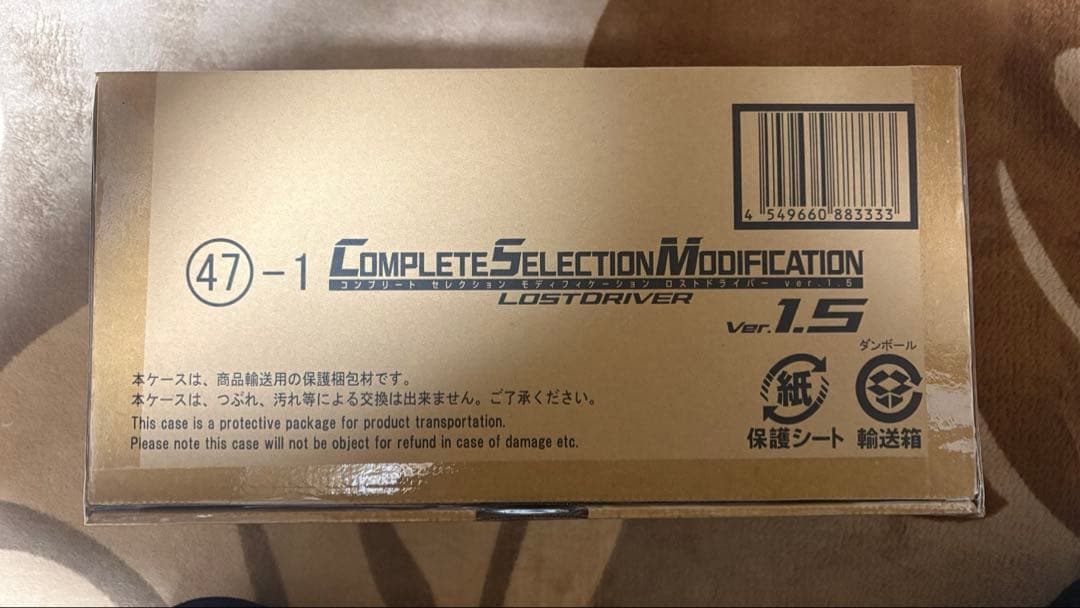 4 549660 883333
㊼-1 COMPLETE SELECTION MODIFICATION
コンプリート セレクション モディフィケーション ロストドライバー ver.1.5
LOSTDRIVER
Ver.1.5
本ケースは、商品輸送用の保護梱包材です。
本ケースは、つぶれ、汚れ等による交換は出来ません。ご了承ください。
This case is a protective package for product transportation.
Please note this case will not be object for refund in case of damage etc.
紙
保護シート
ダンボール
輸送箱